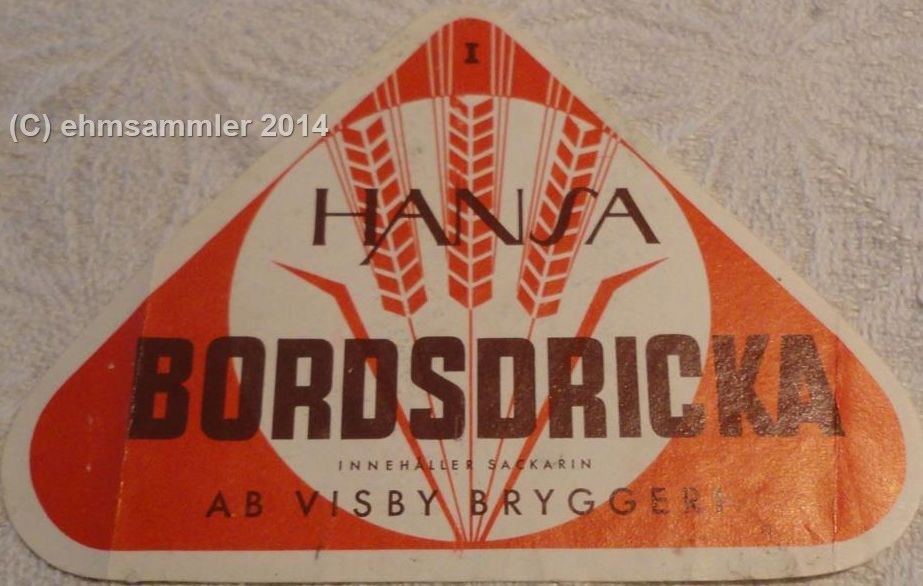 I
(C) ehmsammler 2014
HANSA
BORDSDRICKA
INNEHÅLLER SACKARIN
AB VISBY BRYGGERI